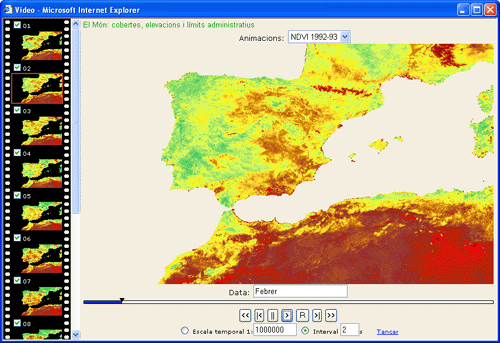 Video - Microsoft Internet Explorer
El Món: cobertes, elevacions i límits administratius
Animacions: NDVI 1992-93
01
02
03
04
05
06
07
08
Data: Febrer
<< |< || > R >| >>
Escala temporal 1: 1000000 Interval 2 s Tancar